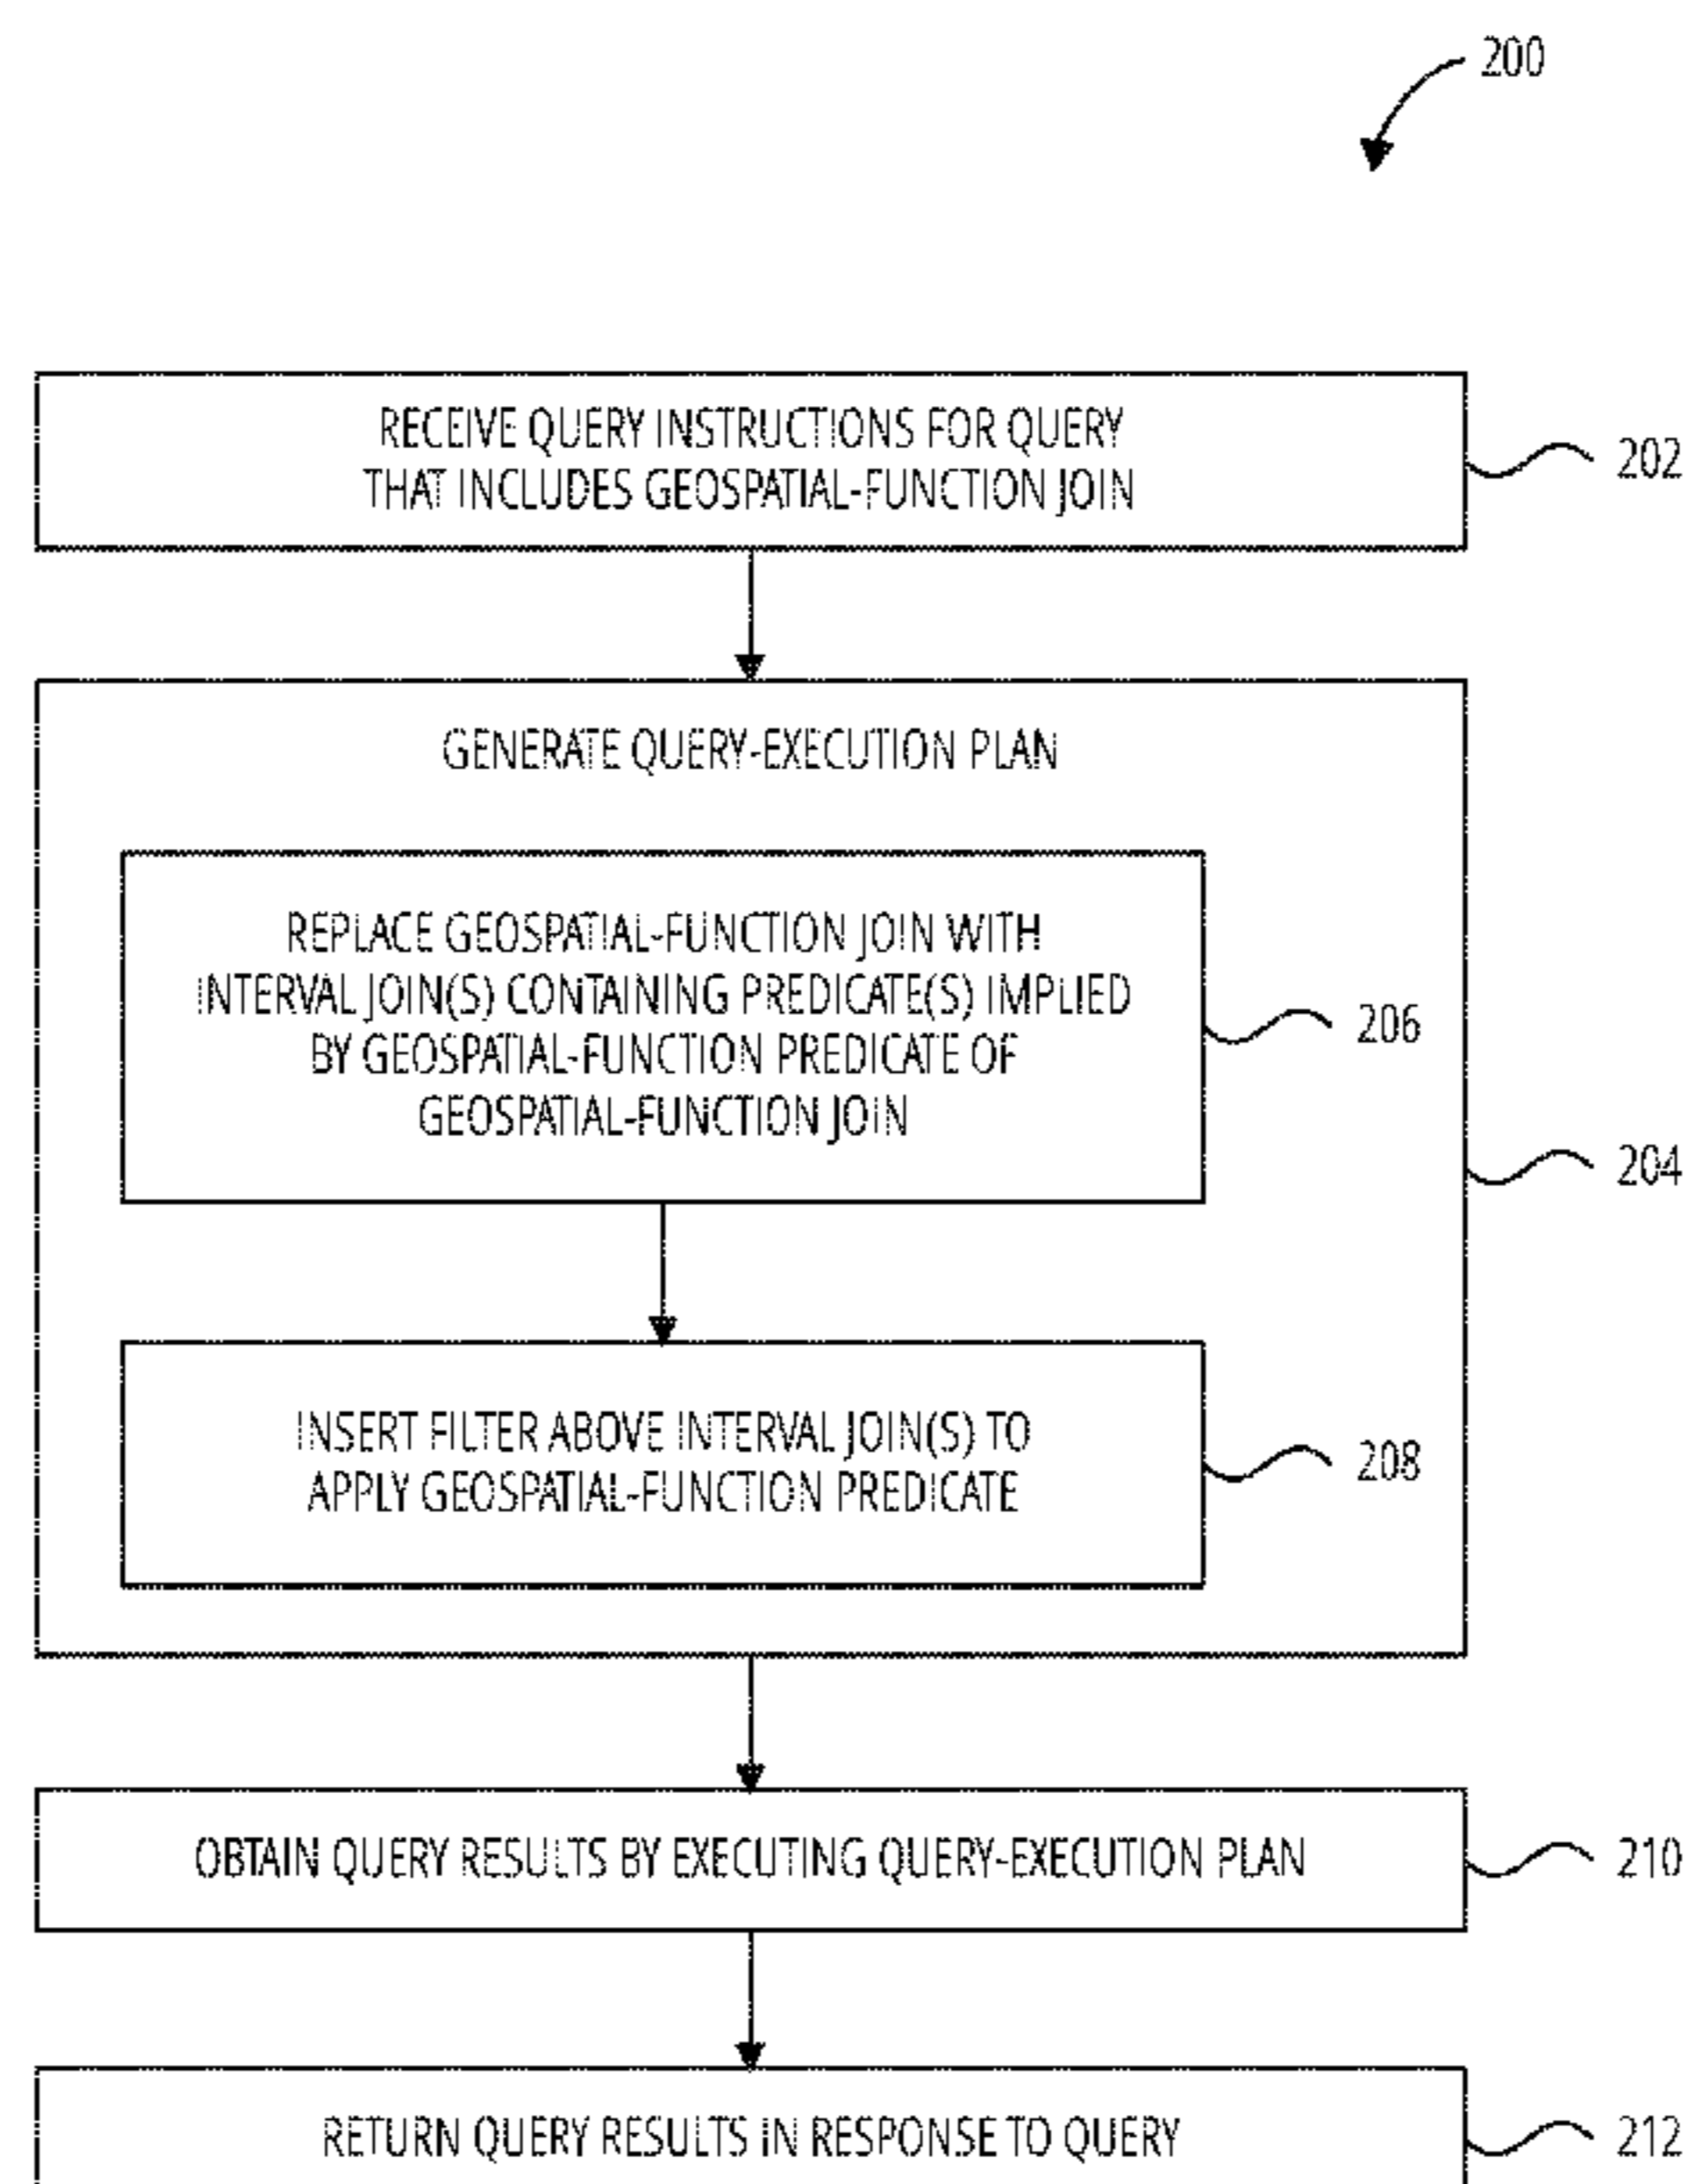 200
RECEIVE QUERY INSTRUCTIONS FOR QUERY
THAT INCLUDES GEOSPATIAL-FUNCTION JOIN
202
GENERATE QUERY-EXECUTION PLAN
REPLACE GEOSPATIAL-FUNCTION JOIN WITH
INTERVAL JOIN(S) CONTAINING PREDICATE(S) IMPLIED
BY GEOSPATIAL-FUNCTION PREDICATE OF
GEOSPATIAL-FUNCTION JOIN
206
204
INSERT FILTER ABOVE INTERVAL JOIN(S) TO
APPLY GEOSPATIAL-FUNCTION PREDICATE
208
OBTAIN QUERY RESULTS BY EXECUTING QUERY-EXECUTION PLAN
210
RETURN QUERY RESULTS IN RESPONSE TO QUERY
212